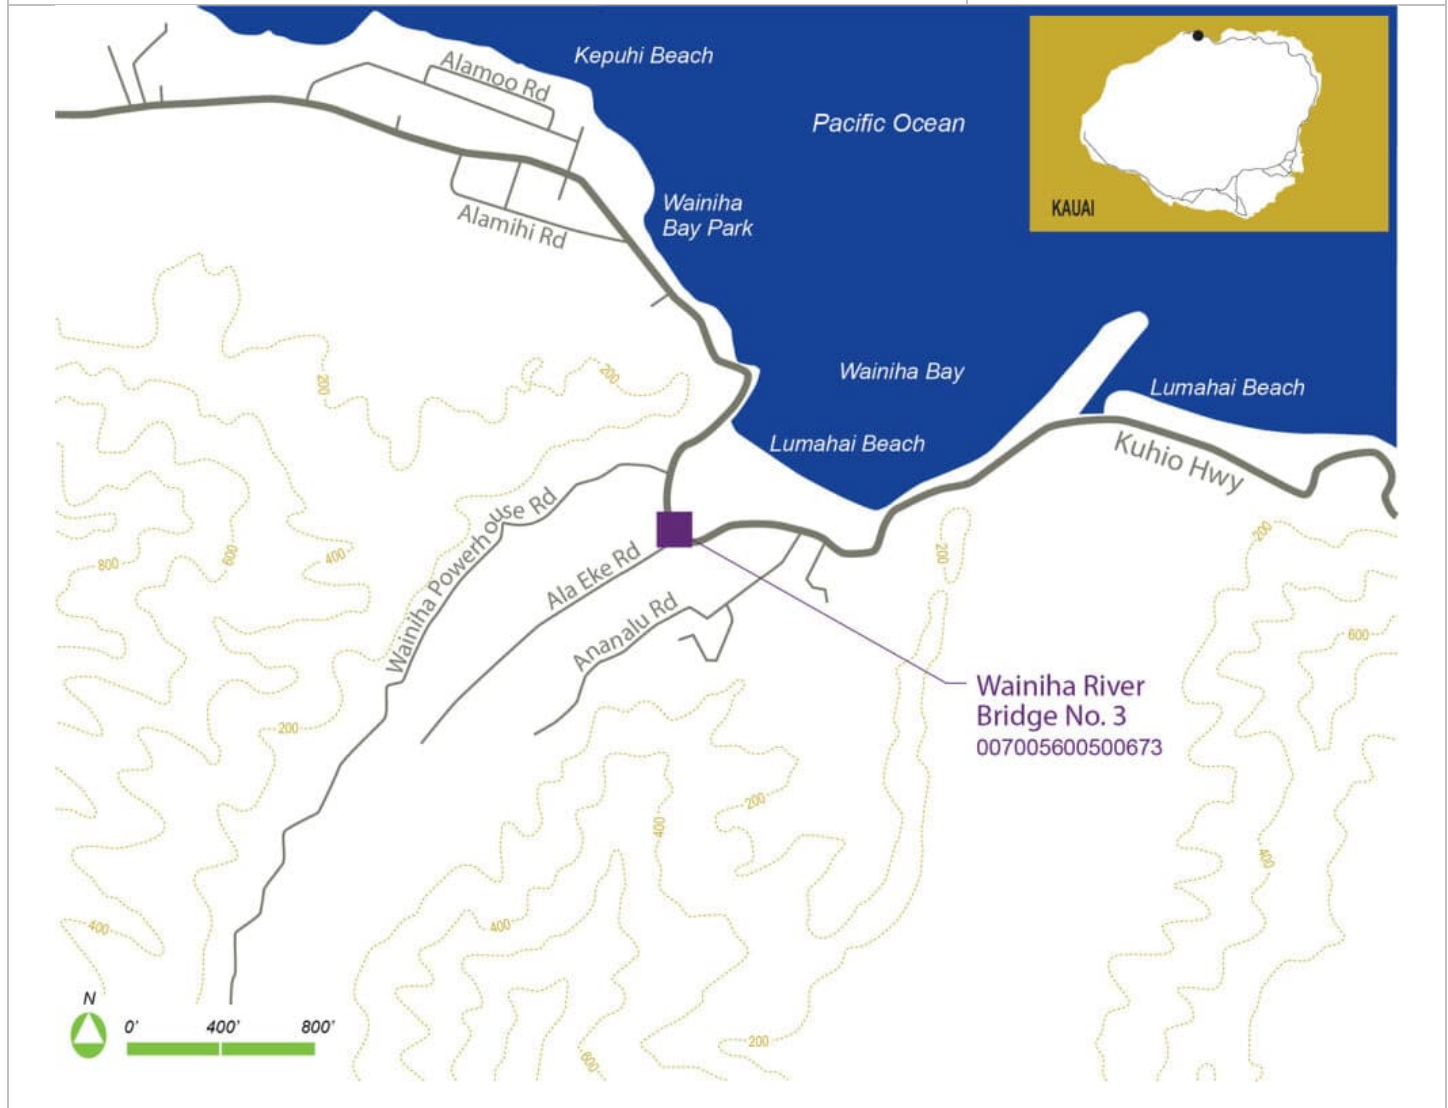 Kepuhi Beach
Alamoo Rd
Pacific Ocean
KAUAI
Wainiha
Bay Park
Alamihi Rd
200
200
Wainiha Bay
Lumahai Beach
Lumahai Beach
Kuhio Hwy
Wainiha Powerhouse Rd
800
600
400
Ala Eke Rd
200
200
Ananalu Rd
600
Wainiha River
Bridge No. 3
007005600500673
200
200
400
400
400
400
N
0'
400'
800'
200
600